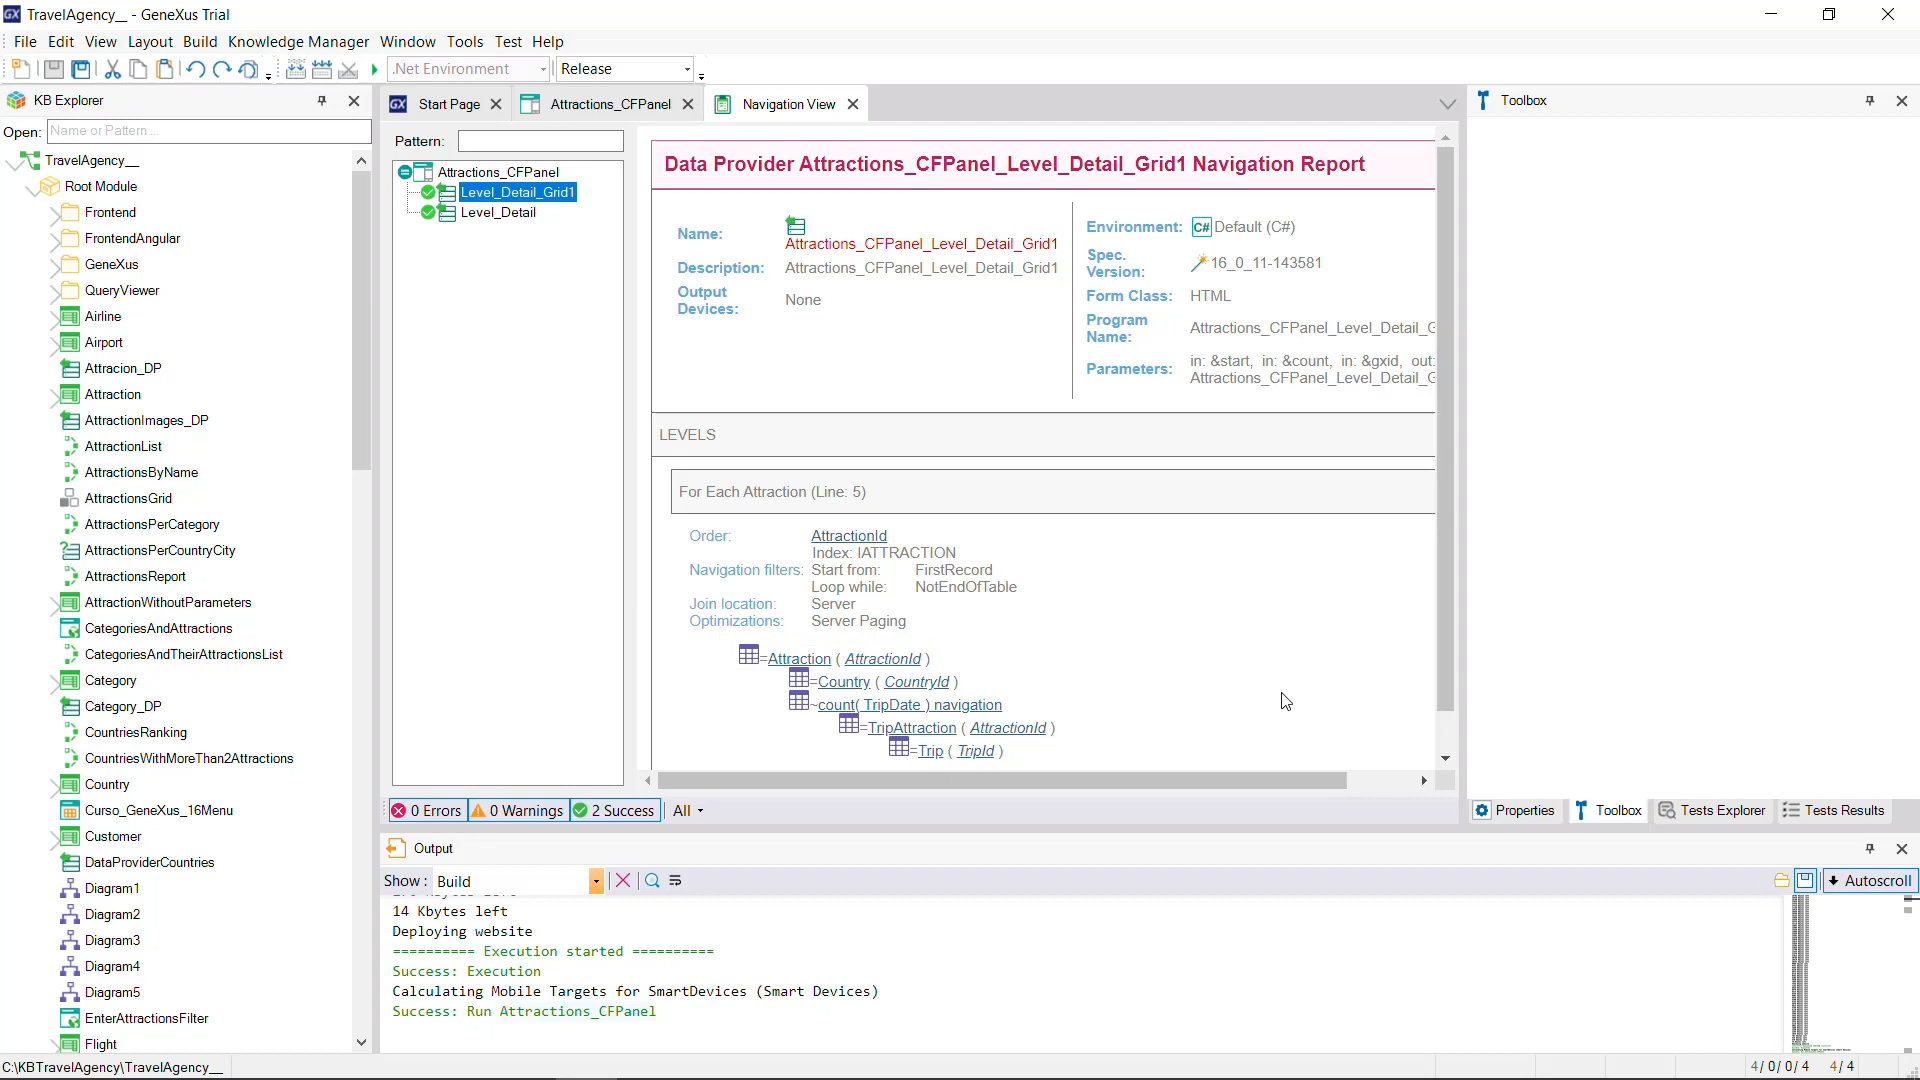 TravelAgency__ - GeneXus Trial
File Edit View Layout Build Knowledge Manager Window Tools Test Help
.Net Environment Release
KB Explorer
Open: Name or Pattern ...
TravelAgency__
Root Module
Frontend
FrontendAngular
GeneXus
QueryViewer
Airline
Airport
Attracion_DP
Attraction
AttractionImages_DP
AttractionList
AttractionsByName
AttractionsGrid
AttractionsPerCategory
AttractionsPerCountryCity
AttractionsReport
AttractionWithoutParameters
CategoriesAndAttractions
CategoriesAndTheirAttractionsList
Category
Category_DP
CountriesRanking
CountriesWithMoreThan2Attractions
Country
Curso_GeneXus_16Menu
Customer
DataProviderCountries
Diagram1
Diagram2
Diagram3
Diagram4
Diagram5
EnterAttractionsFilter
Flight
Start Page Attractions_CFPanel Navigation View
Pattern:
Attractions_CFPanel
Level_Detail_Grid1
Level_Detail
Data Provider Attractions_CFPanel_Level_Detail_Grid1 Navigation Report
Name: Attractions_CFPanel_Level_Detail_Grid1
Description: Attractions_CFPanel_Level_Detail_Grid1
Output Devices: None
Environment: C# Default (C#)
Spec. Version: 16_0_11-143581
Form Class: HTML
Program Name: Attractions_CFPanel_Level_Detail_G
Parameters: in: &start, in: &count, in: &gxid, out:
Attractions_CFPanel_Level_Detail_G
LEVELS
For Each Attraction (Line: 5)
Order: AttractionId
Index: IATTRACTION
Navigation filters: Start from: FirstRecord
Loop while: NotEndOfTable
Join location: Server
Optimizations: Server Paging
=Attraction ( AttractionId )
=Country ( CountryId )
~count( TripDate ) navigation
=TripAttraction ( AttractionId )
=Trip ( TripId )
0 Errors 0 Warnings 2 Success All
Toolbox
Properties Toolbox Tests Explorer Tests Results
Output
Show: Build
Autoscroll
14 Kbytes left
Deploying website
========== Execution started ==========
Success: Execution
Calculating Mobile Targets for SmartDevices (Smart Devices)
Success: Run Attractions_CFPanel
C:\KBTravelAgency\TravelAgency__
4/0/0/4 4/4